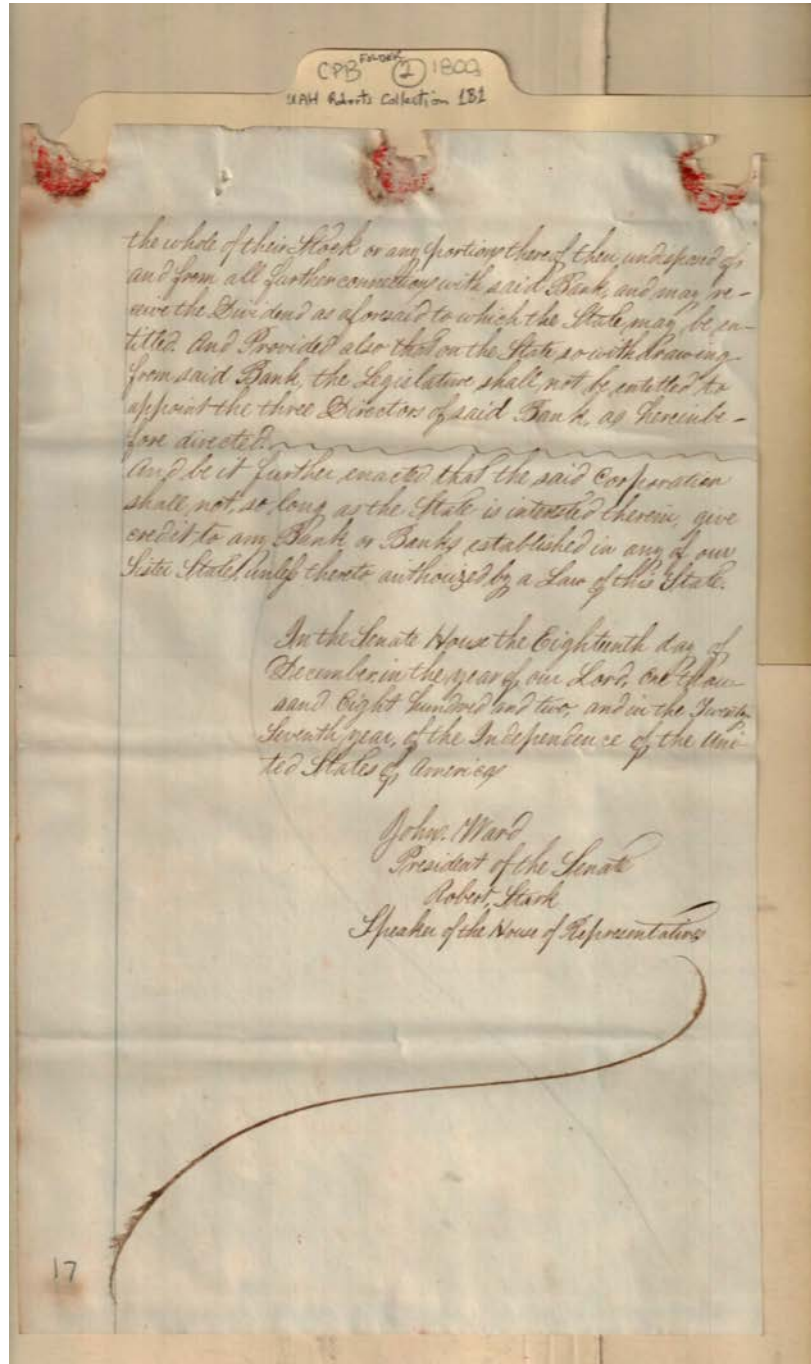 CPB FOLDER 2 1803
UAH Roberts Collection 1B1
the whole of their Stock or any portions thereof then undisposed of
and from all further connections with said Bank, and may re-
ceive the Dividend as aforesaid to which the State may be en-
titled. And Provided also that on the State so withdrawing
from said Bank, the Legislature shall not be entitled to
appoint the three Directors of said Bank, as hereinbe-
fore directed.
And be it further enacted that the said Corporation
shall, not, so long as the State is interested therein, give
credit to any Bank or Banks established in any of our
Sister States, Unless thereto authorized by a Law of this State.
In the Senate House the Eighteenth day of
December in the year of our Lord, One thou-
sand Eight hundred and two, and in the Twenty
Seventh year, of the Independence of the Uni-
ted States of America
John. Ward
President of the Senate
Robert, Stark
Speaker of the House of Representatives
17